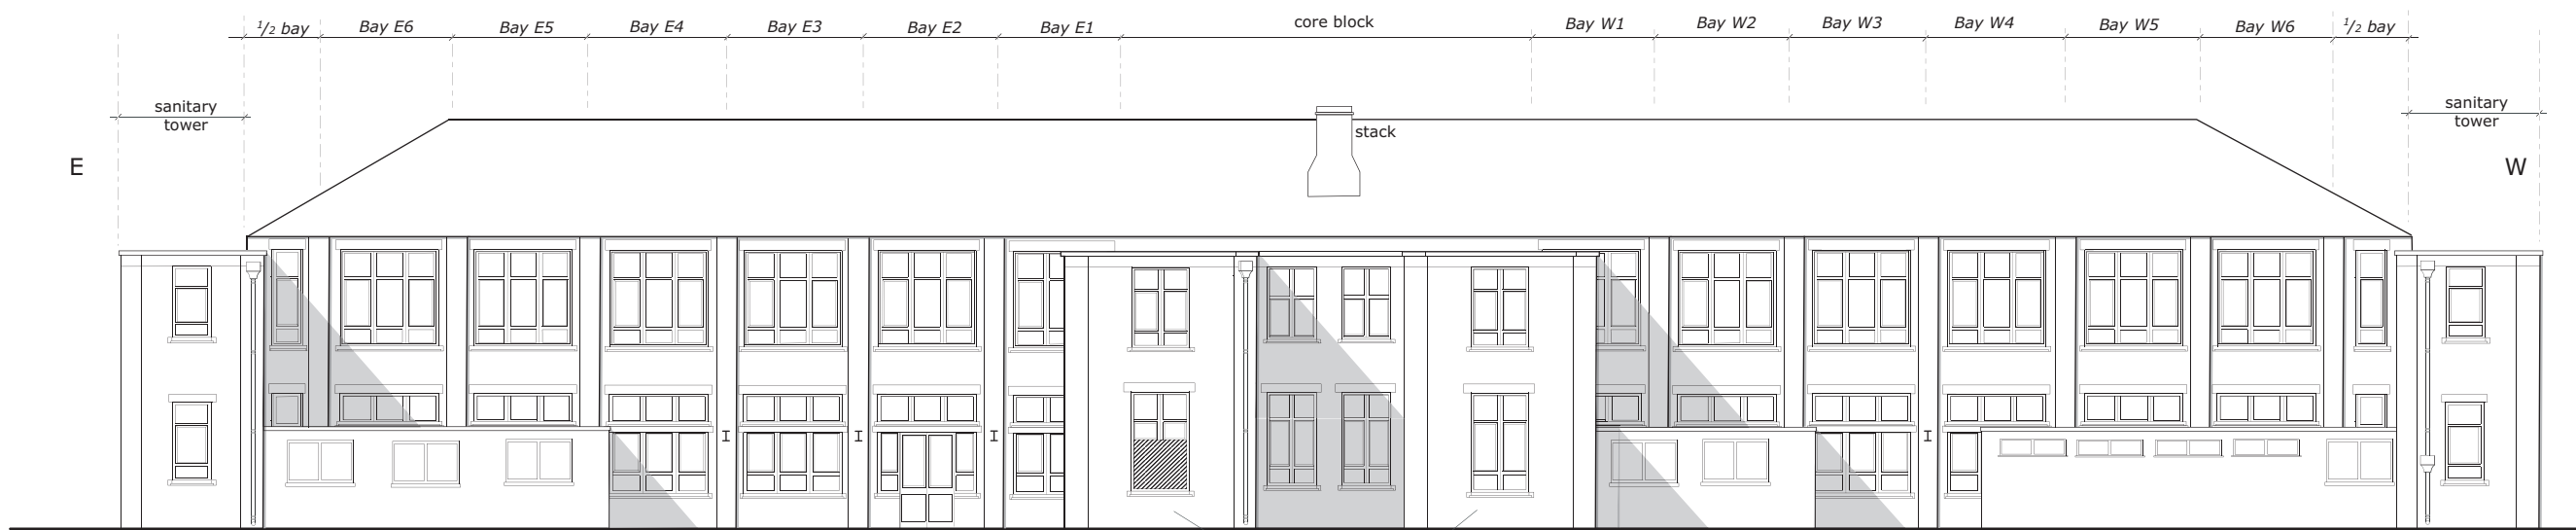 ½ bay
Bay E6
Bay E5
Bay E4
Bay E3
Bay E2
Bay E1
core block
Bay W1
Bay W2
Bay W3
Bay W4
Bay W5
Bay W6
½ bay
sanitary
tower
sanitary
tower
stack
E
W